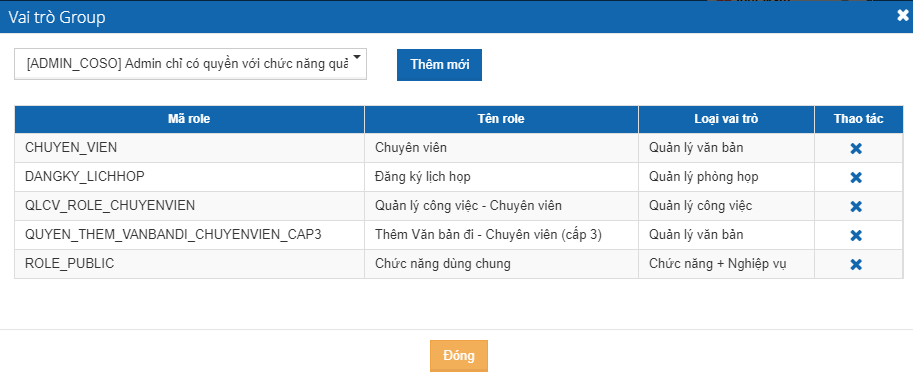 Vai trò Group
[ADMIN_COSO] Admin chỉ có quyền với chức năng quả
Thêm mới
Mã role Tên role Loại vai trò Thao tác
CHUYEN_VIEN Chuyên viên Quản lý văn bản
DANGKY_LICHHOP Đăng ký lịch họp Quản lý phòng họp
QLCV_ROLE_CHUYENVIEN Quản lý công việc - Chuyên viên Quản lý công việc
QUYEN_THEM_VANBANDI_CHUYENVIEN_CAP3 Thêm Văn bản đi - Chuyên viên (cấp 3) Quản lý văn bản
ROLE_PUBLIC Chức năng dùng chung Chức năng + Nghiệp vụ
Đóng